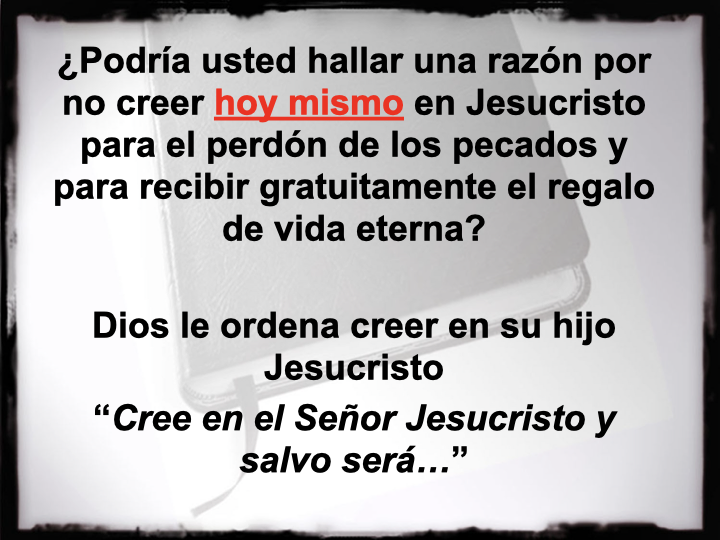 ¿Podría usted hallar una razón por
no creer hoy mismo en Jesucristo
para el perdón de los pecados y
para recibir gratuitamente el regalo
de vida eterna?
Dios le ordena creer en su hijo
Jesucristo
“Cree en el Señor Jesucristo y
salvo será…”